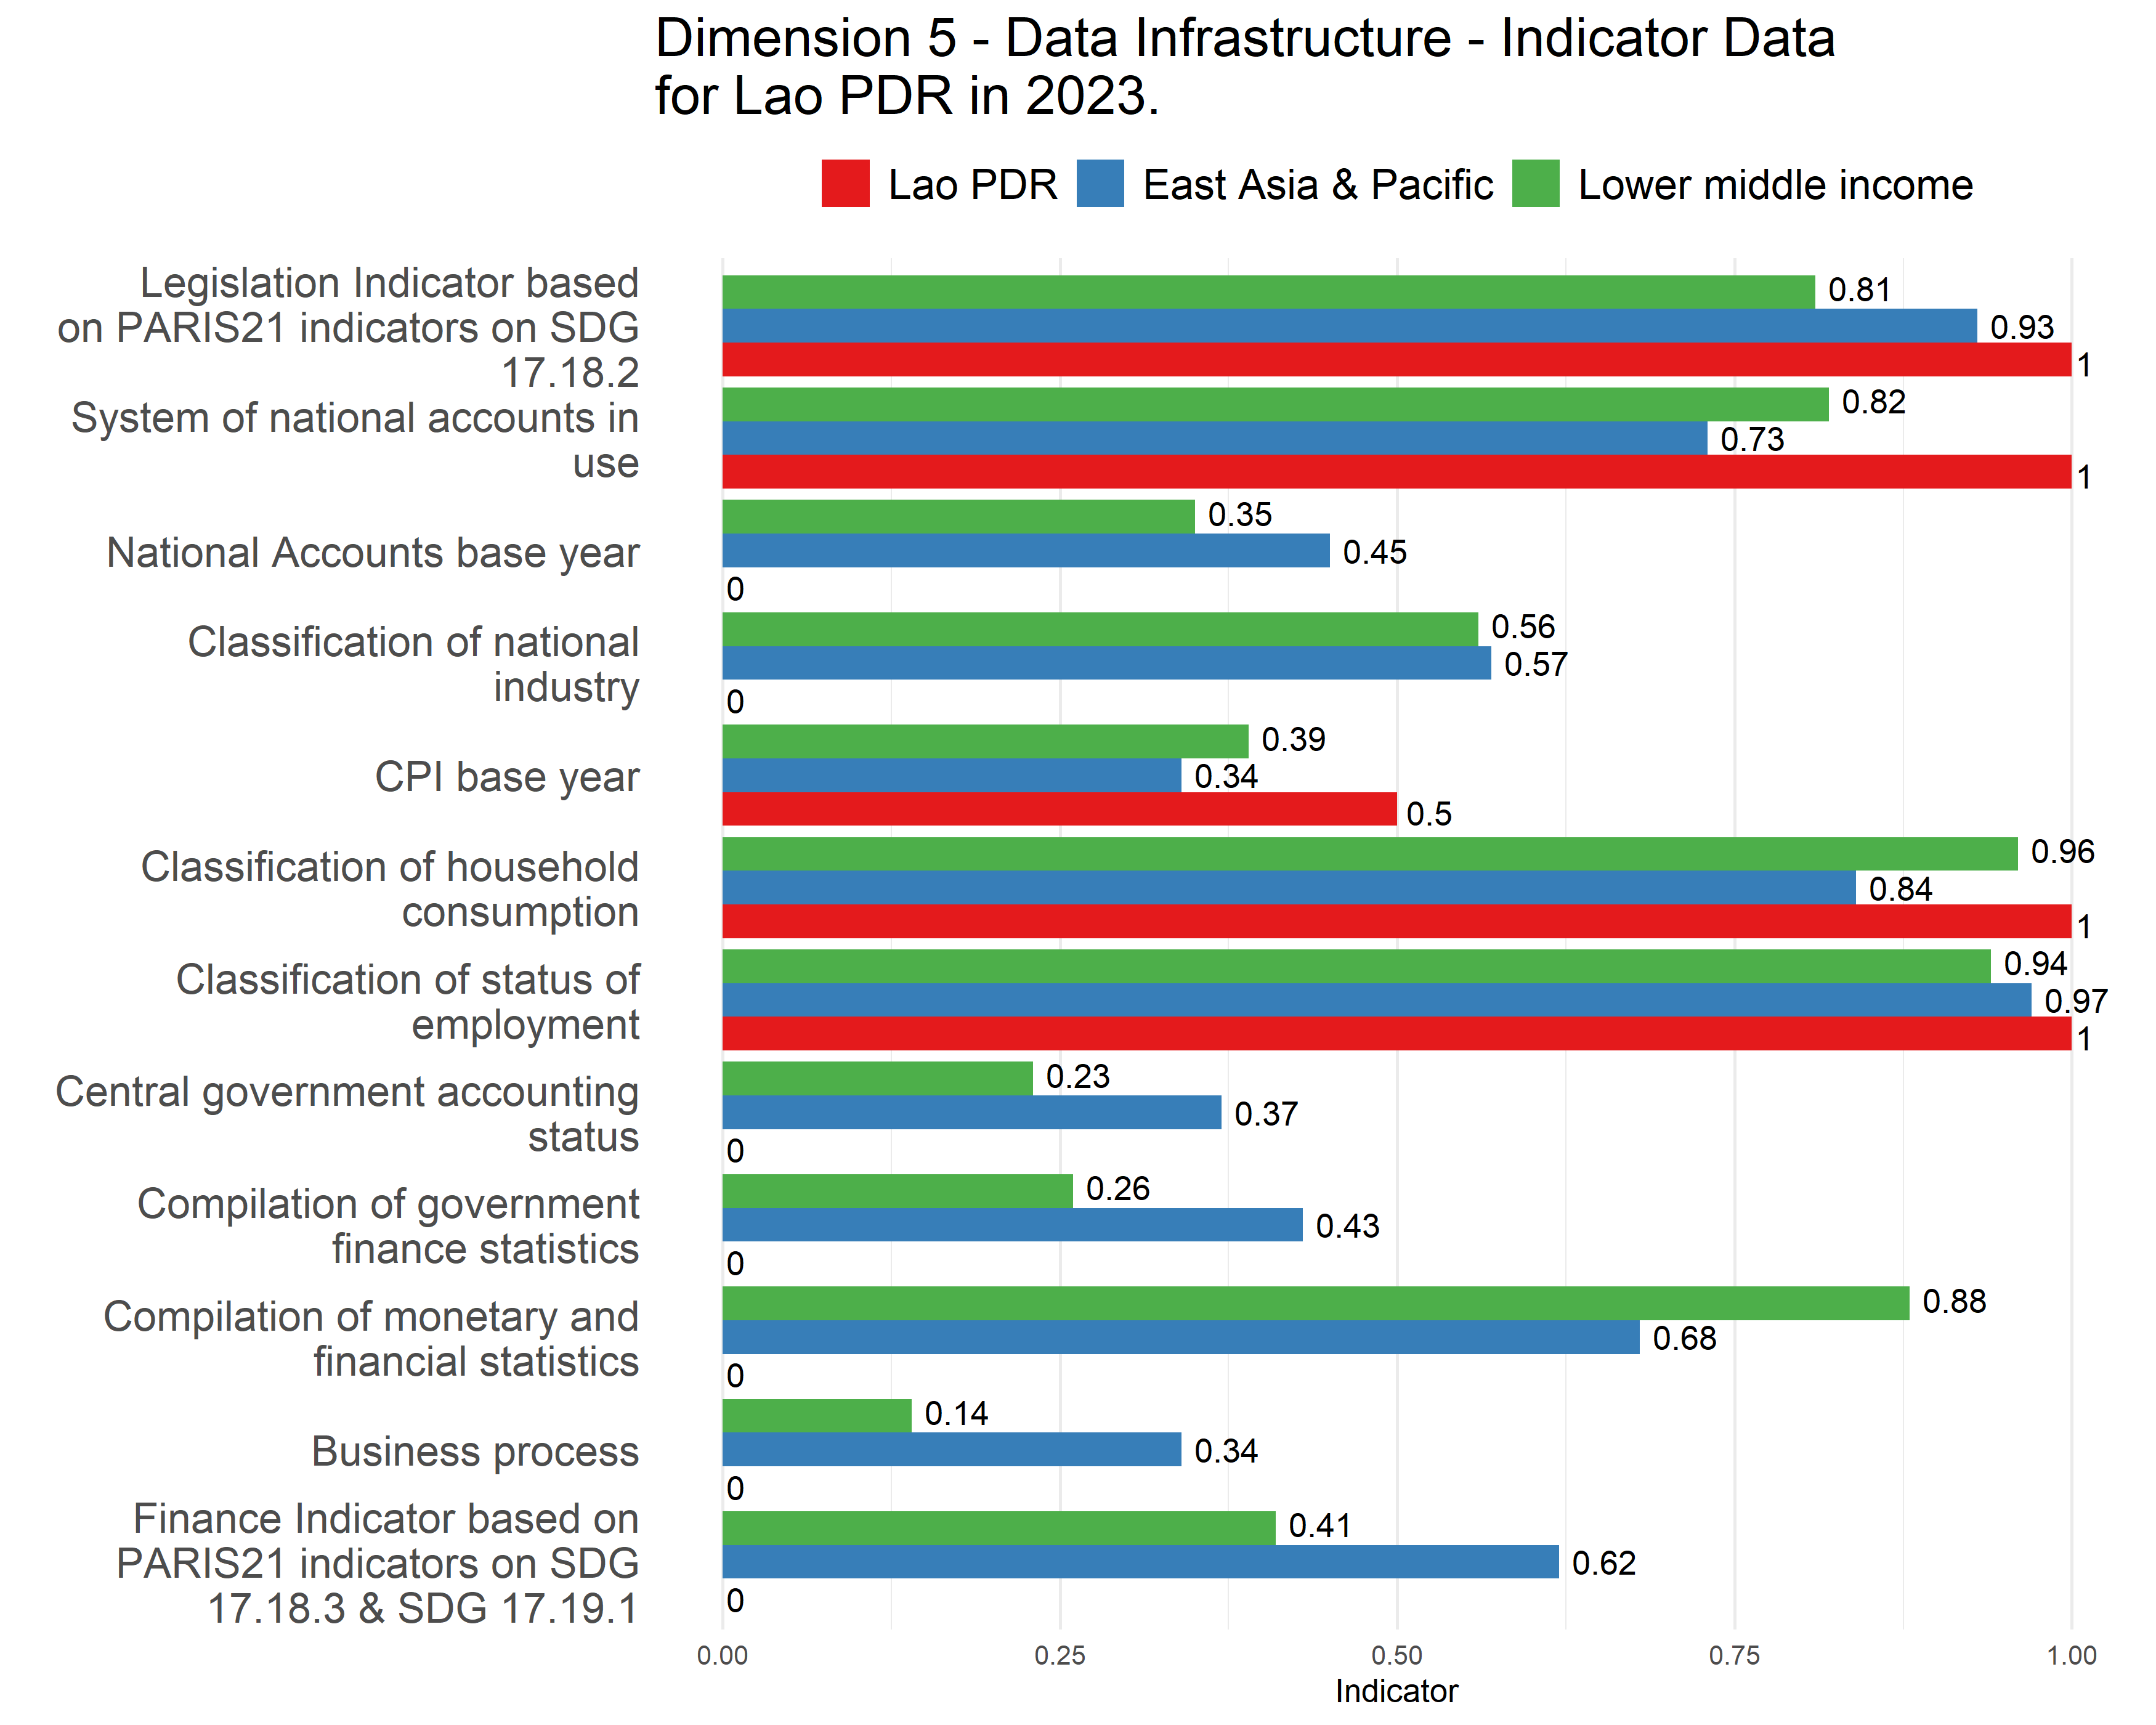 Dimension 5 - Data Infrastructure - Indicator Data
for Lao PDR in 2023.
Lao PDR East Asia & Pacific Lower middle income
Legislation Indicator based
on PARIS21 indicators on SDG
17.18.2
0.81
0.93
1
System of national accounts in
use
0.82
0.73
1
National Accounts base year
0.35
0.45
0
Classification of national
industry
0.56
0.57
0
CPI base year
0.39
0.34
0.5
Classification of household
consumption
0.96
0.84
1
Classification of status of
employment
0.94
0.97
1
Central government accounting
status
0.23
0.37
0
Compilation of government
finance statistics
0.26
0.43
0
Compilation of monetary and
financial statistics
0.88
0.68
0
Business process
0.14
0.34
0
Finance Indicator based on
PARIS21 indicators on SDG
17.18.3 & SDG 17.19.1
0.41
0.62
0
0.00 0.25 0.50 0.75 1.00
Indicator